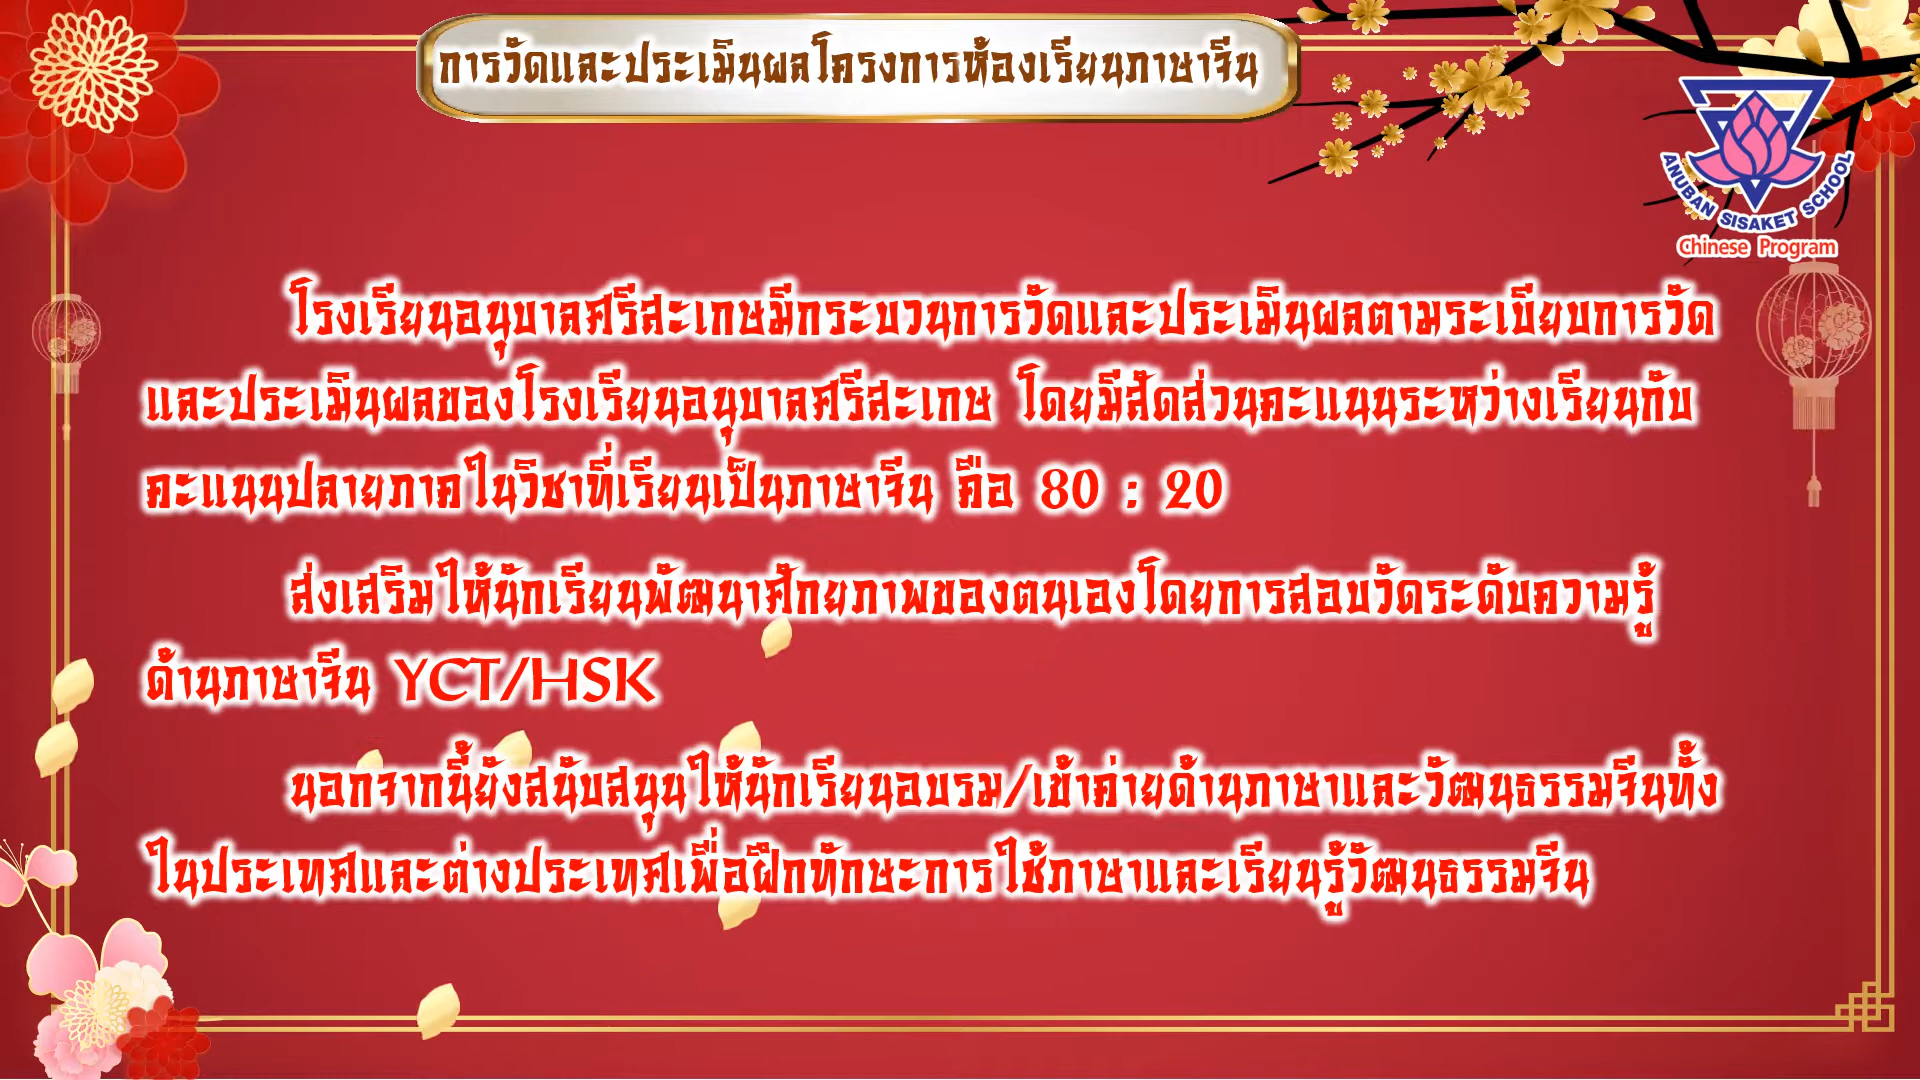 การวัดและประเมินผลโครงการห้องเรียนภาษาจีน
ANUBAN SISAKET SCHOOL
Chinese Program
โรงเรียนอนุบาลศรีสะเกษมีกระบวนการวัดและประเมินผลตามระเบียบการวัด
และประเมินผลของโรงเรียนอนุบาลศรีสะเกษ โดยมีสัดส่วนคะแนนระหว่างเรียนกับ
คะแนนปลายภาคในวิชาที่เรียนเป็นภาษาจีน คือ 80 : 20
ส่งเสริมให้นักเรียนพัฒนาศักยภาพของตนเองโดยการสอบวัดระดับความรู้
ด้านภาษาจีน YCT/HSK
นอกจากนี้ยังสนับสนุนให้นักเรียนอบรม/เข้าค่ายด้านภาษาและวัฒนธรรมจีนทั้ง
ในประเทศและต่างประเทศเพื่อฝึกทักษะการใช้ภาษาและเรียนรู้วัฒนธรรมจีน